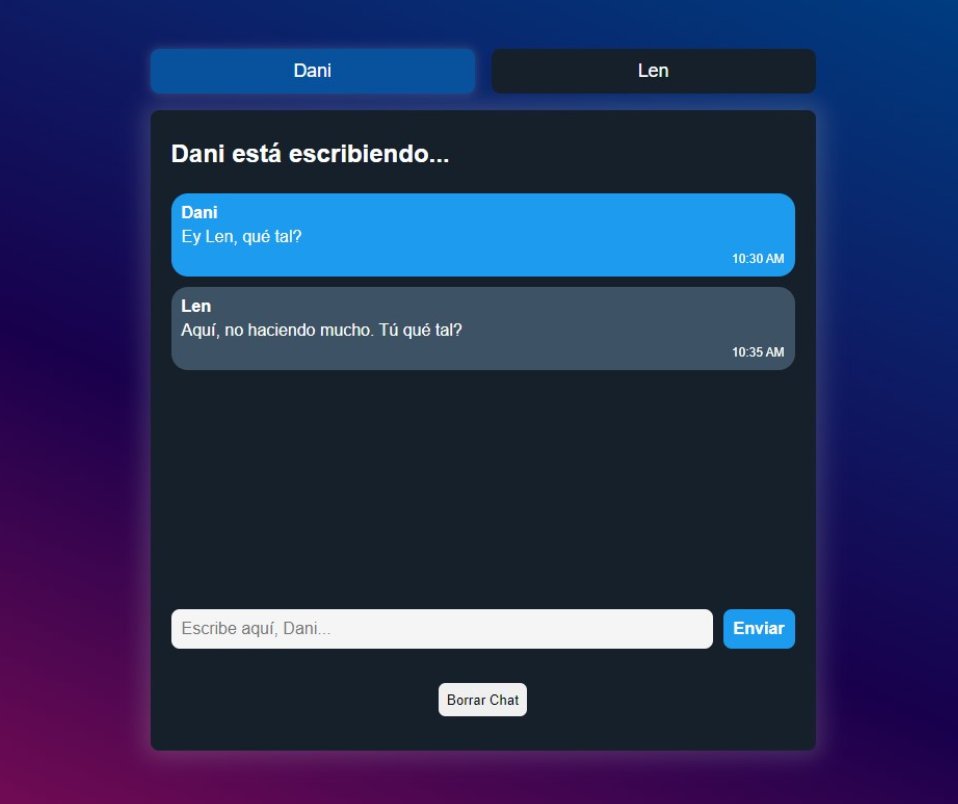 Dani
Len
Dani está escribiendo...
Dani
Ey Len, qué tal?
10:30 AM
Len
Aquí, no haciendo mucho. Tú qué tal?
10:35 AM
Escribe aquí, Dani...
Enviar
Borrar Chat